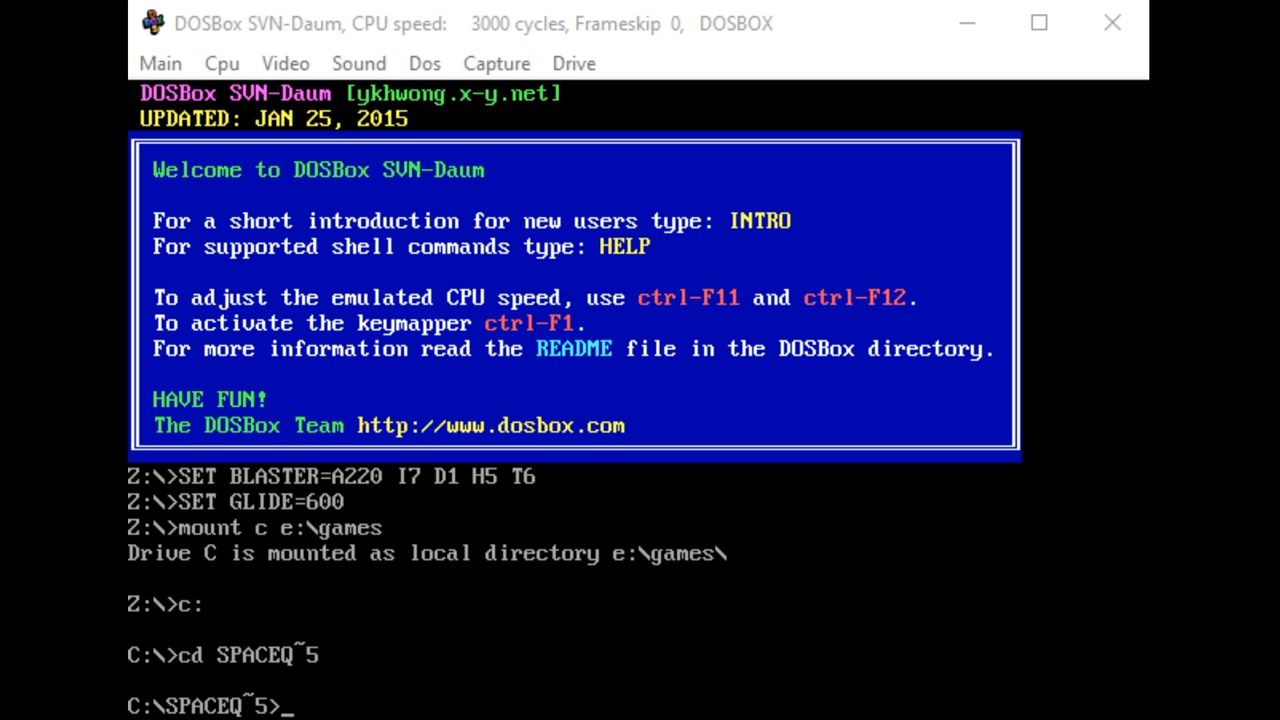 DOSBox SVN-Daum, CPU speed: 3000 cycles, Frameskip 0, DOSBOX
Main Cpu Video Sound Dos Capture Drive
DOSBox SVN-Daum [ykhwong.x-y.net]
UPDATED: JAN 25, 2015
Welcome to DOSBox SVN-Daum
For a short introduction for new users type: INTRO
For supported shell commands type: HELP
To adjust the emulated CPU speed, use ctrl-F11 and ctrl-F12.
To activate the keymapper ctrl-F1.
For more information read the README file in the DOSBox directory.
HAVE FUN!
The DOSBox Team http://www.dosbox.com
Z:\>SET BLASTER=A220 I7 D1 H5 T6
Z:\>SET GLIDE=600
Z:\>mount c e:\games
Drive C is mounted as local directory e:\games\
Z:\>c:
C:\>cd SPACEQ~5
C:\SPACEQ~5>_